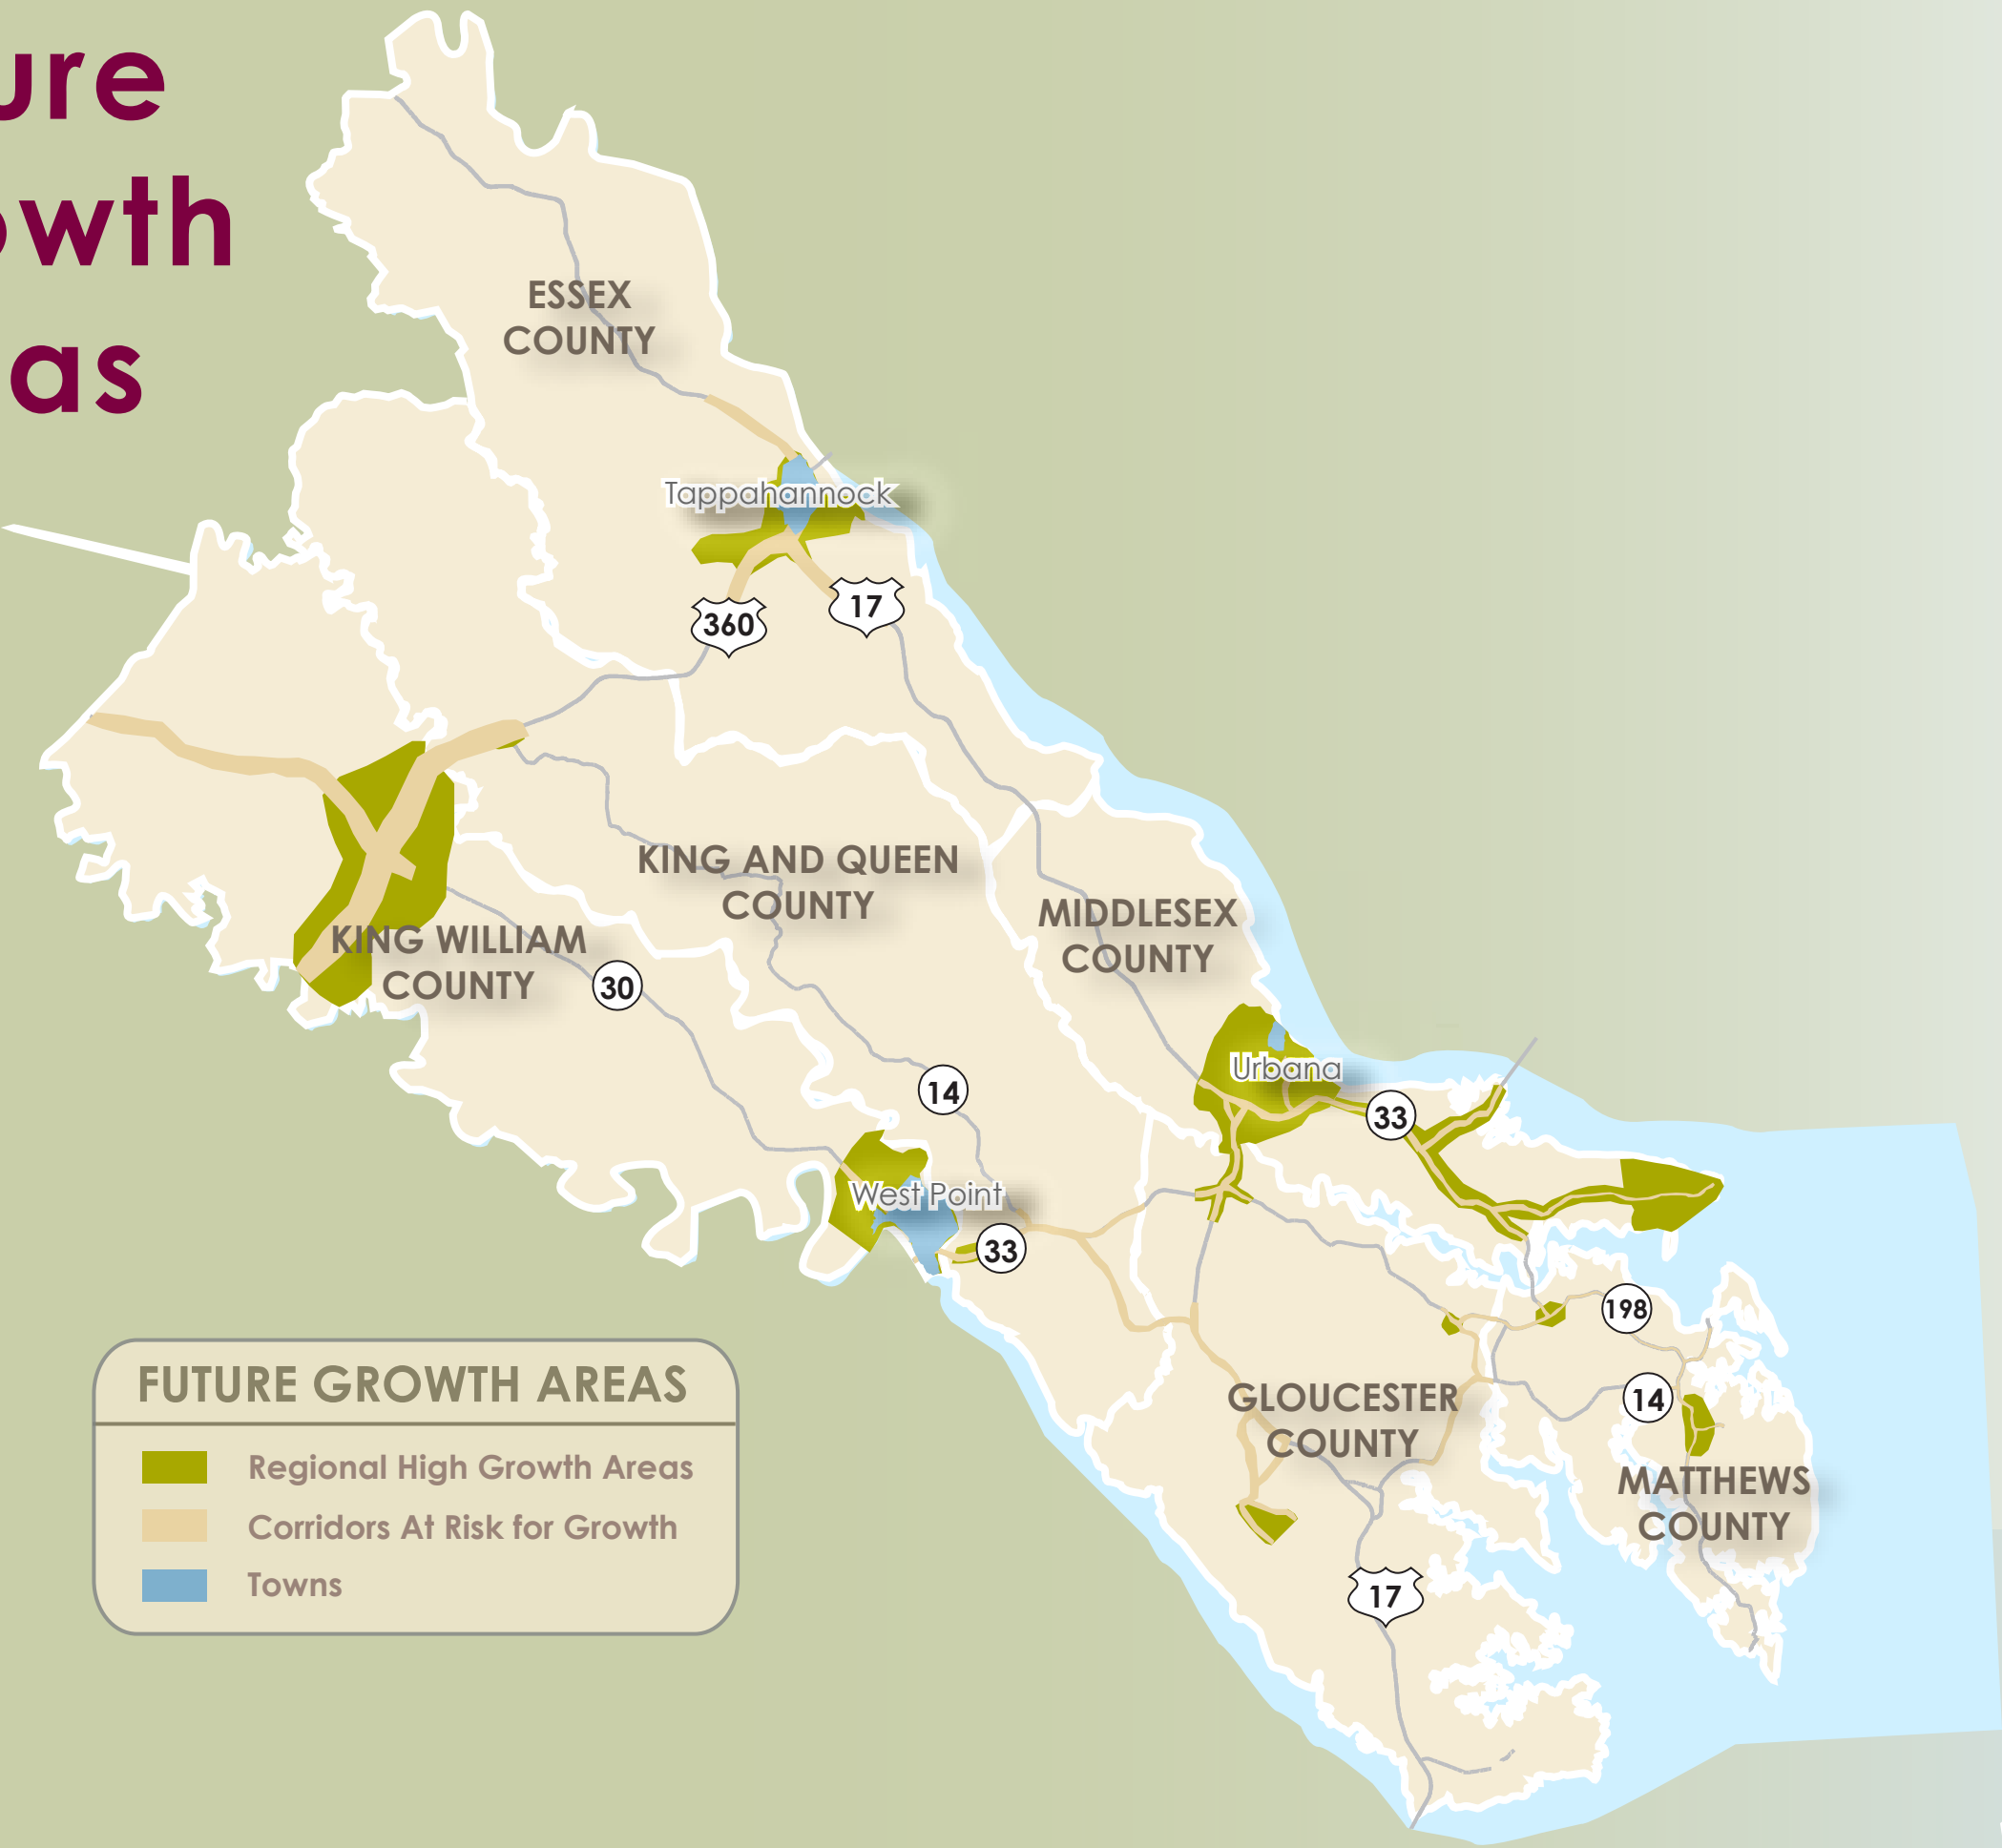 ure
owth
as
ESSEX
COUNTY
Tappahannock
360
17
KING AND QUEEN
COUNTY
MIDDLESEX
COUNTY
KING WILLIAM
COUNTY
30
14
Urbana
33
West Point
33
198
14
GLOUCESTER
COUNTY
MATTHEWS
COUNTY
17
FUTURE GROWTH AREAS
Regional High Growth Areas
Corridors At Risk for Growth
Towns